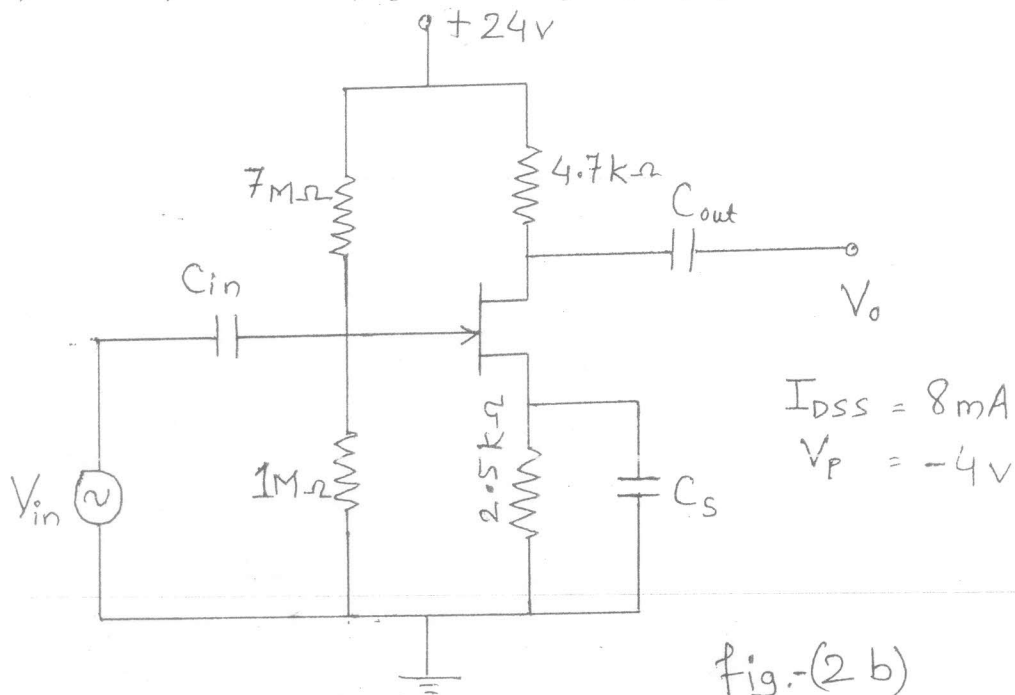 +24v
7MΩ
4.7kΩ
Cout
Cin
Vo
IDSS = 8mA
VP = -4v
2.5kΩ
1MΩ
CS
Vin
fig.-(2 b)